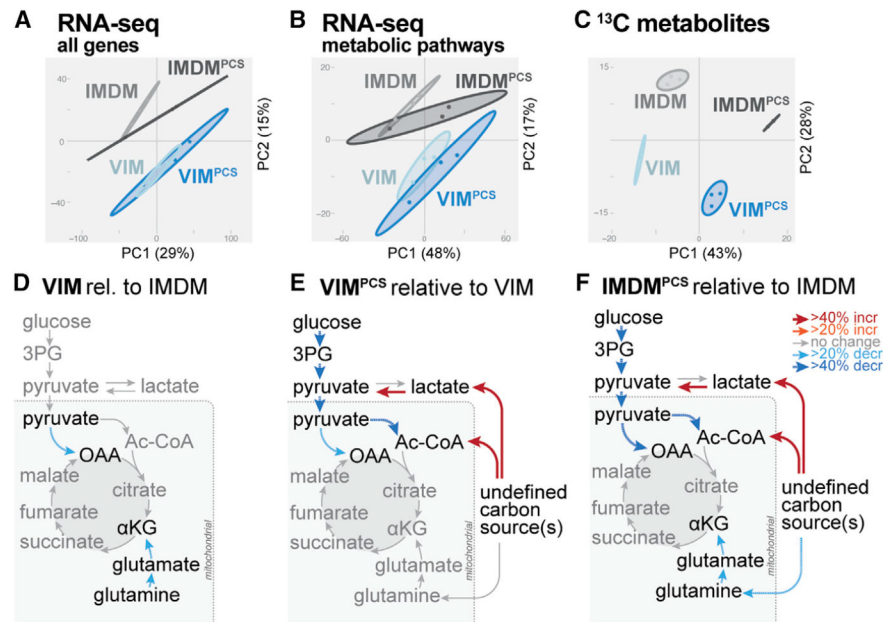 A RNA-seq
all genes
40
0
-40
-100
0
100
IMDM
IMDMPCS
VIM
VIMPCS
PC2 (15%)
PC1 (29%)
B RNA-seq
metabolic pathways
20
0
-20
-60
0
60
IMDM
IMDMPCS
VIM
VIMPCS
PC2 (17%)
PC1 (48%)
C 13C metabolites
15
0
-15
0
20
IMDM
IMDMPCS
VIM
VIMPCS
PC2 (28%)
PC1 (43%)
D VIM rel. to IMDM
glucose
3PG
pyruvate lactate
pyruvate
Ac-CoA
OAA
malate
citrate
fumarate
αKG
succinate
glutamate
glutamine
mitochondrial
E VIMPCS relative to VIM
glucose
3PG
pyruvate lactate
pyruvate
Ac-CoA
OAA
malate
citrate
fumarate
αKG
succinate
glutamate
glutamine
mitochondrial
undefined
carbon
source(s)
F IMDMPCS relative to IMDM
glucose
3PG
pyruvate lactate
pyruvate
Ac-CoA
OAA
malate
citrate
fumarate
αKG
succinate
glutamate
glutamine
mitochondrial
undefined
carbon
source(s)
>40% incr
>20% incr
no change
>20% decr
>40% decr